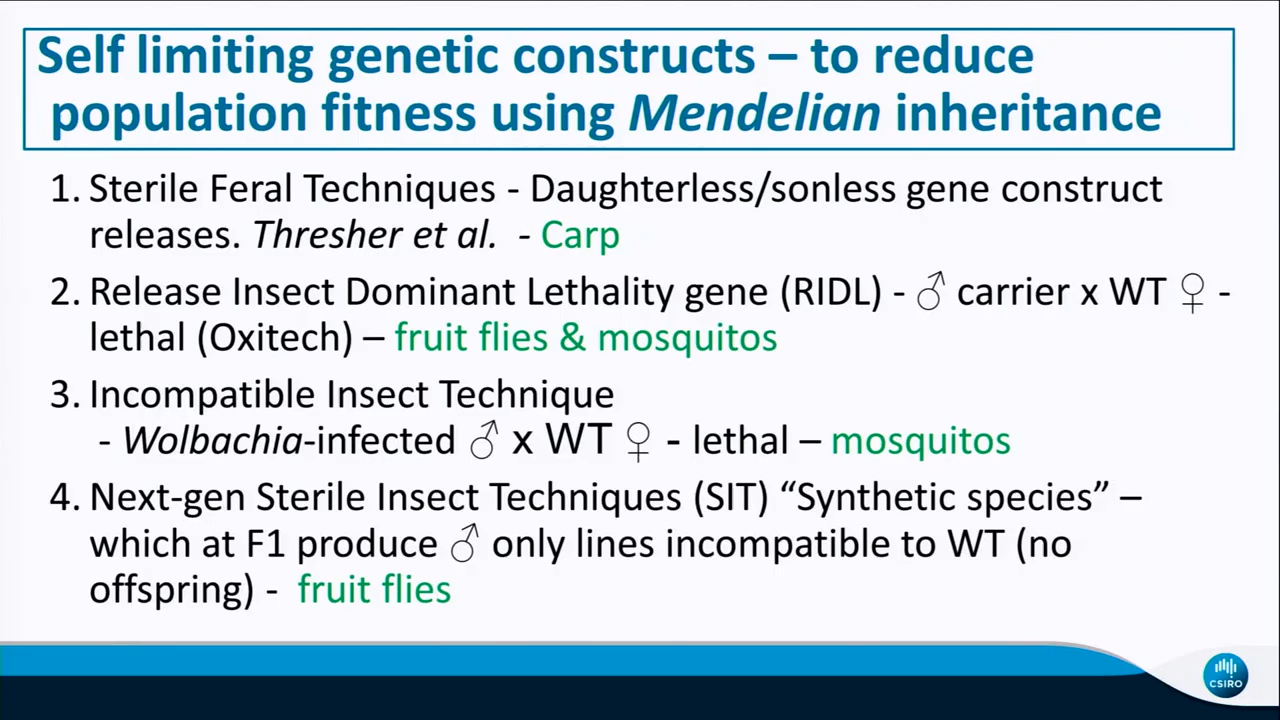 Self limiting genetic constructs – to reduce
population fitness using Mendelian inheritance
1. Sterile Feral Techniques - Daughterless/sonless gene construct
releases. Thresher et al. - Carp
2. Release Insect Dominant Lethality gene (RIDL) - ♂ carrier x WT ♀ -
lethal (Oxitech) – fruit flies & mosquitos
3. Incompatible Insect Technique
- Wolbachia-infected ♂ x WT ♀ - lethal – mosquitos
4. Next-gen Sterile Insect Techniques (SIT) “Synthetic species” –
which at F1 produce ♂ only lines incompatible to WT (no
offspring) - fruit flies
CSIRO